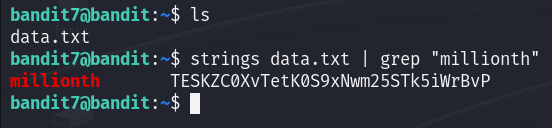 bandit7@bandit:~$ ls
data.txt
bandit7@bandit:~$ strings data.txt | grep "millionth"
millionth       TESKZC0XvTetK0S9xNwm25STk5iWrBvP
bandit7@bandit:~$